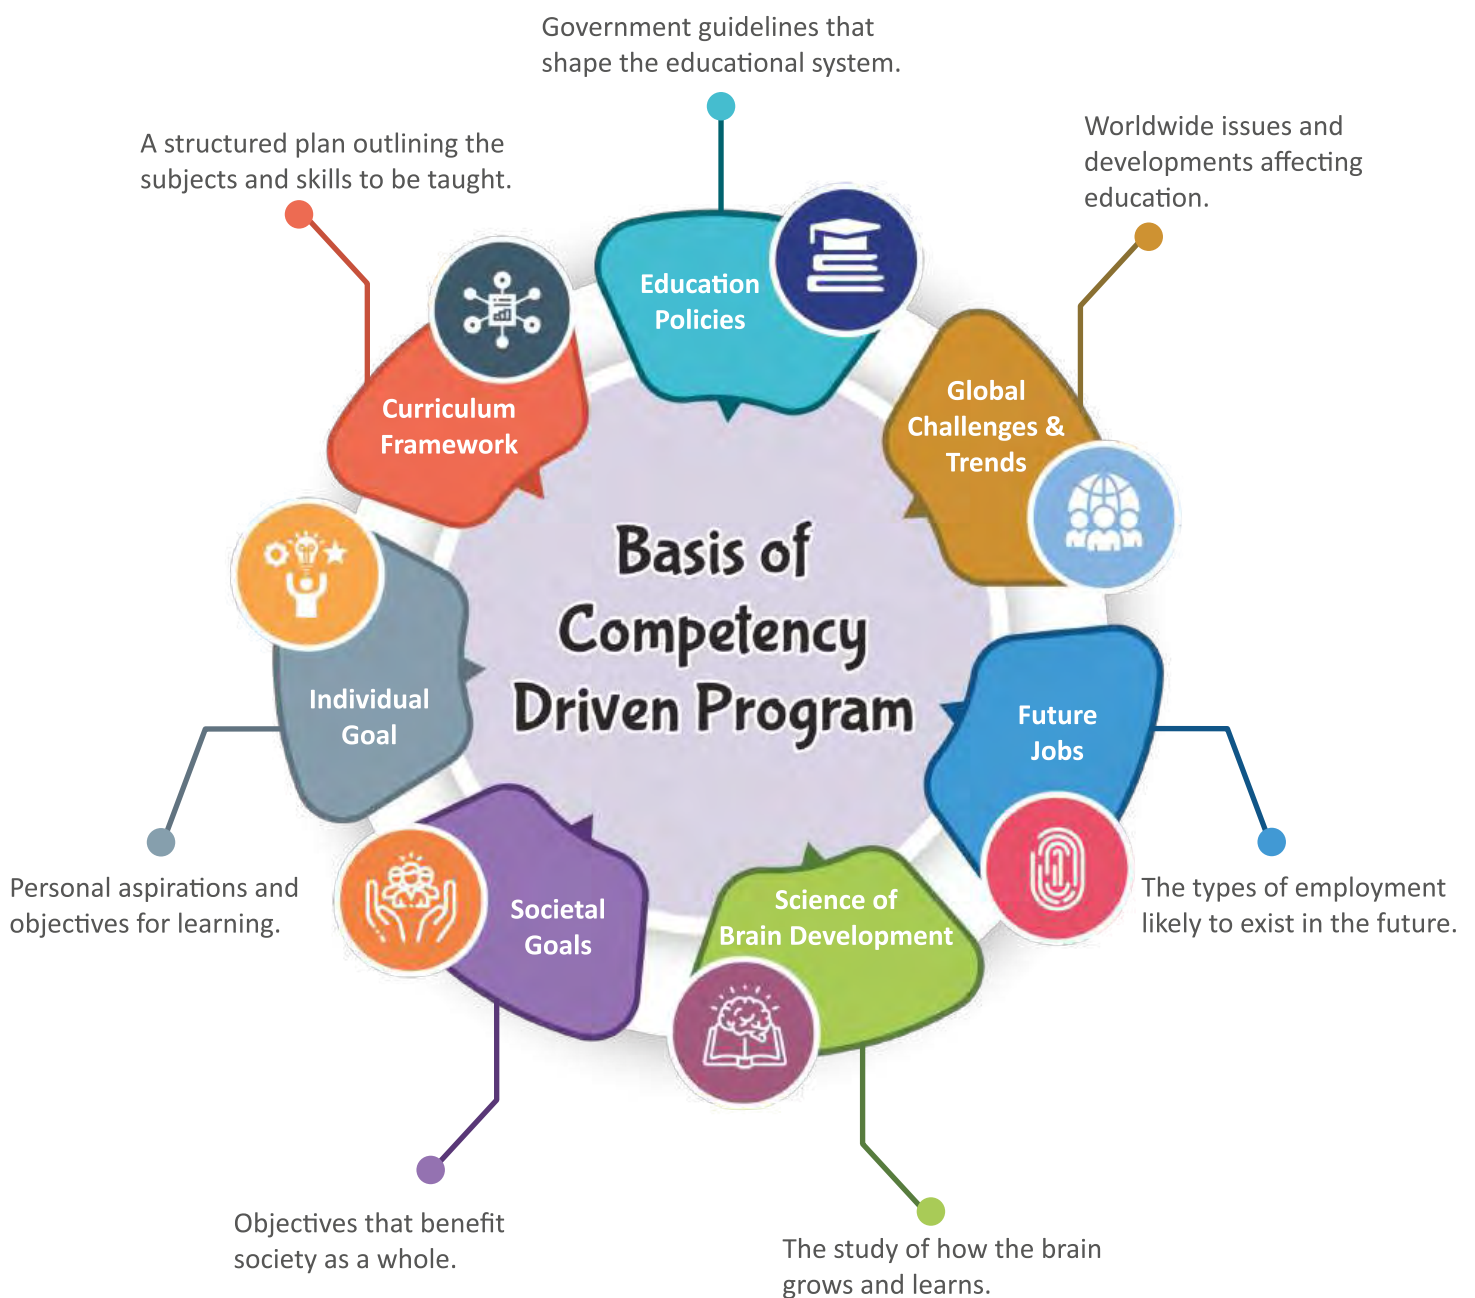 Government guidelines that
shape the educational system.
A structured plan outlining the
subjects and skills to be taught.
Worldwide issues and
developments affecting
education.
Education
Policies
Global
Challenges &
Trends
Curriculum
Framework
Basis of
Competency
Driven Program
Individual
Goal
Future
Jobs
Personal aspirations and
objectives for learning.
The types of employment
likely to exist in the future.
Societal
Goals
Science of
Brain Development
Objectives that benefit
society as a whole.
The study of how the brain
grows and learns.